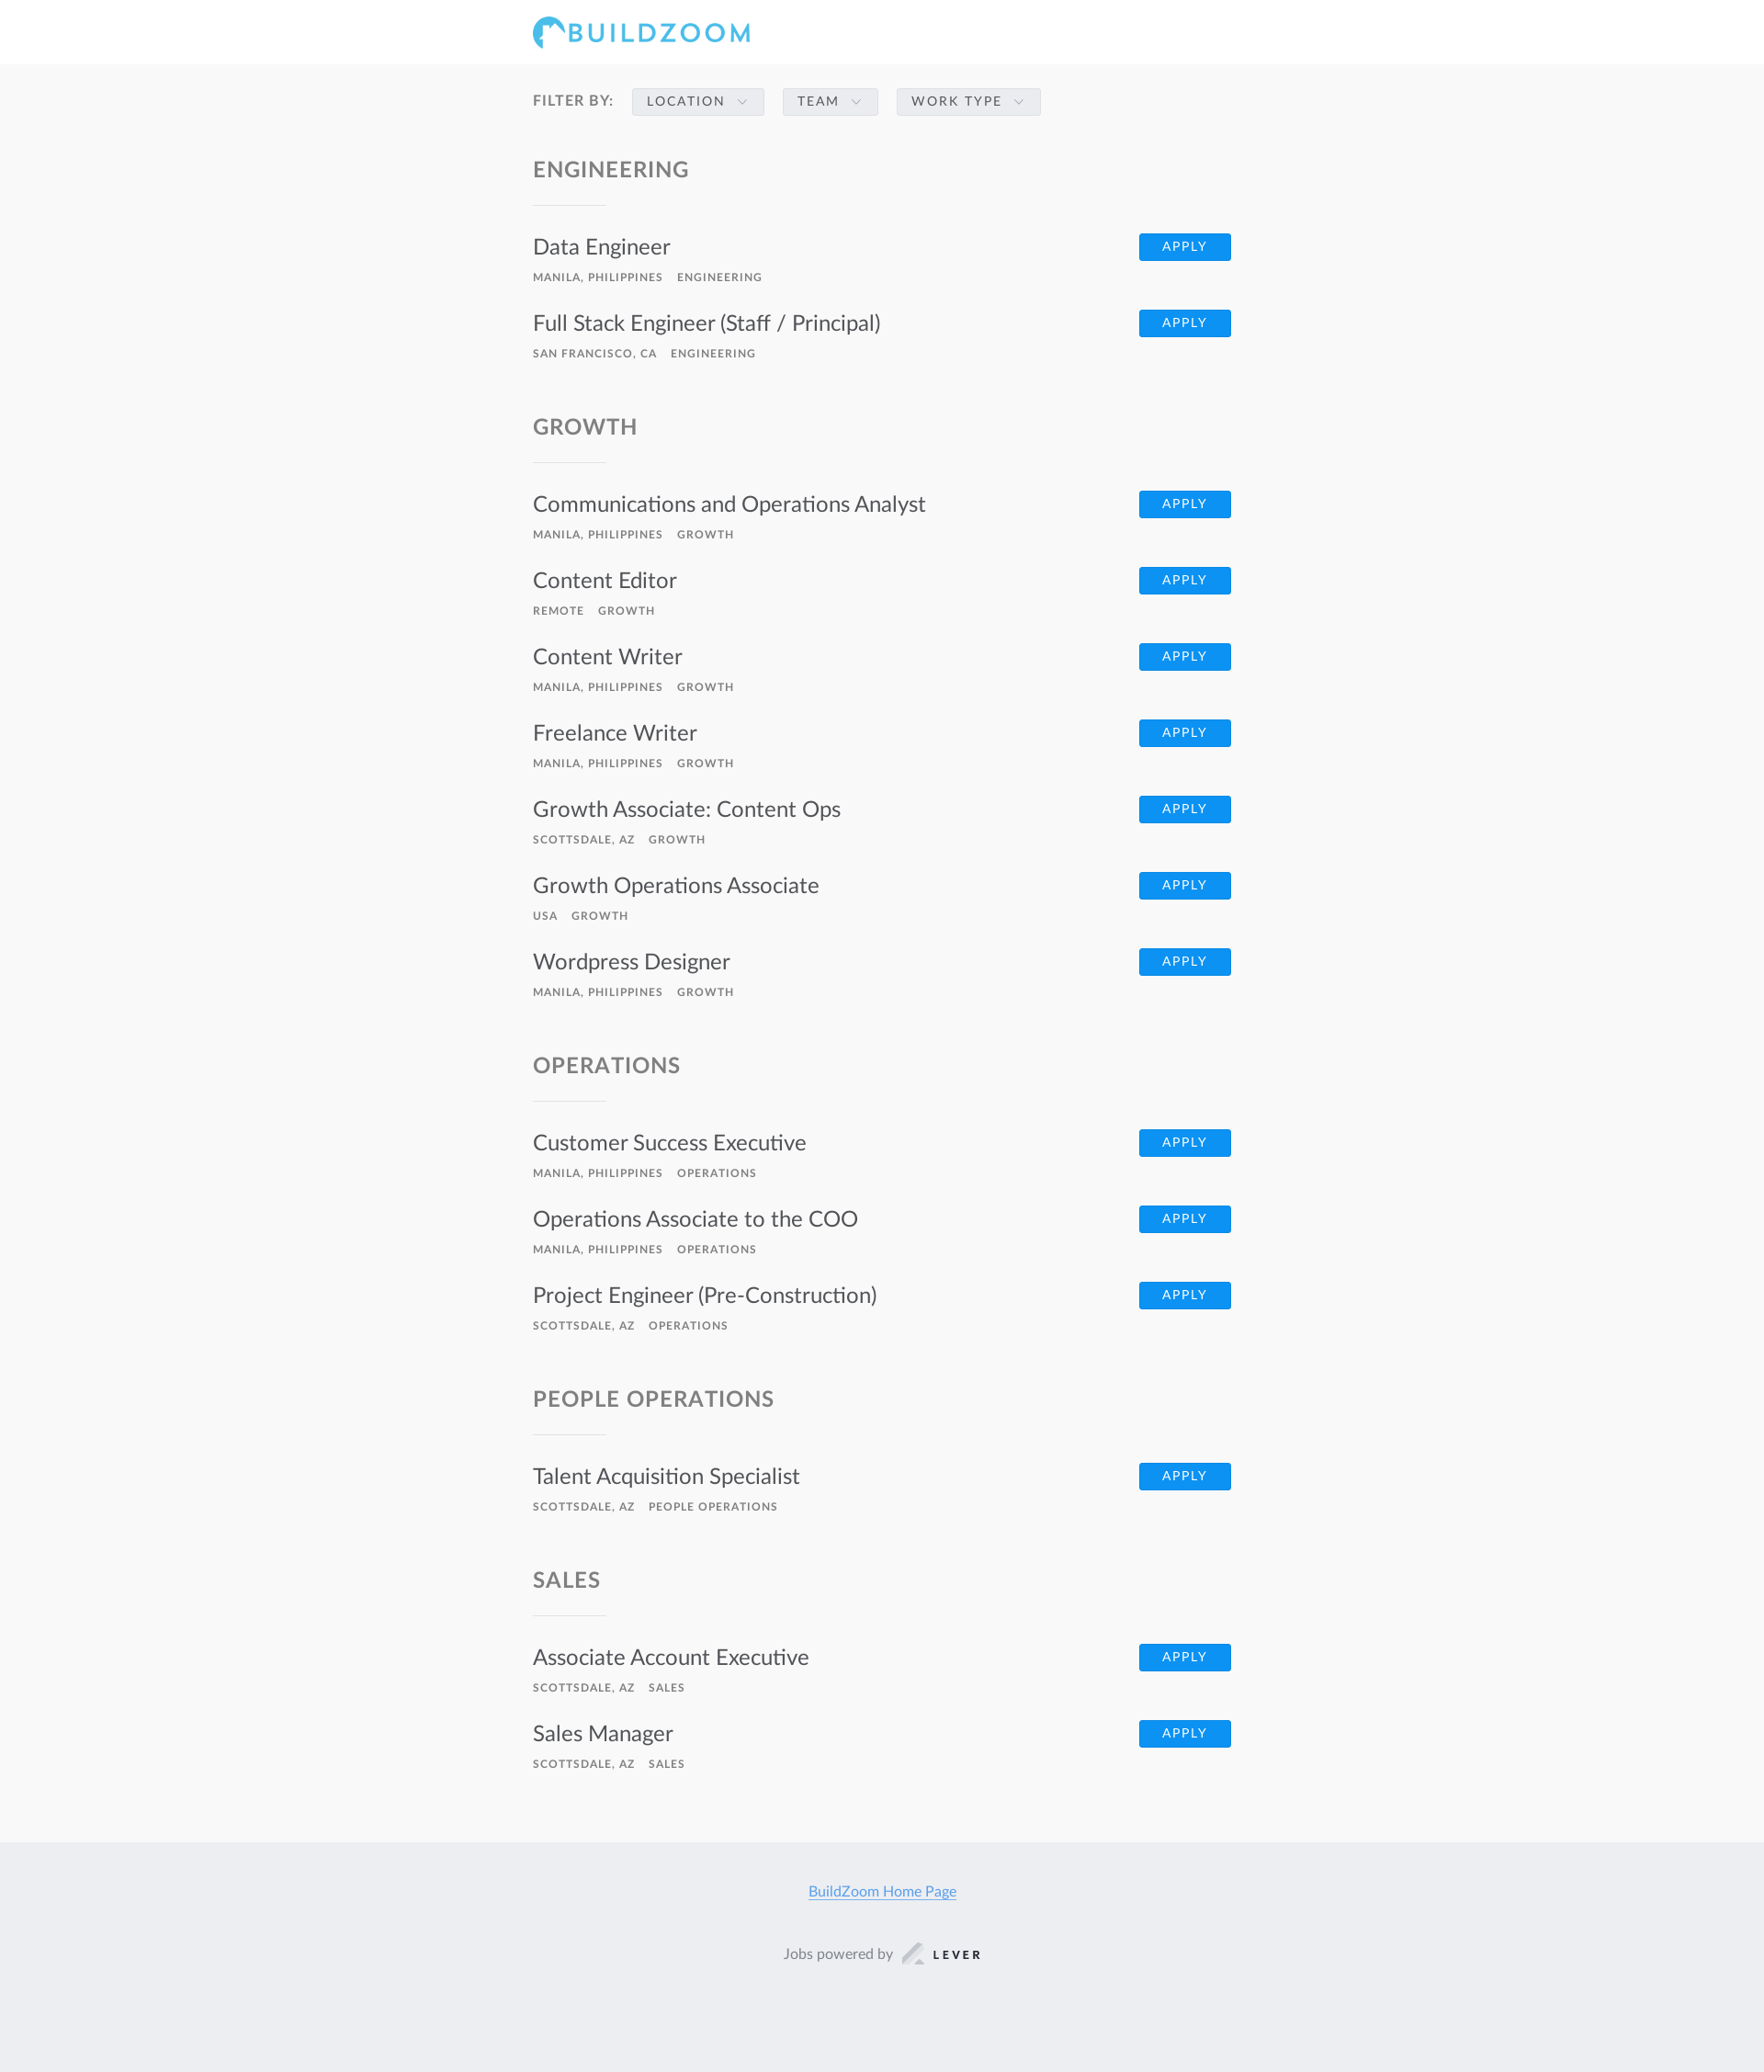 BUILDZOOM
FILTER BY: LOCATION TEAM WORK TYPE
ENGINEERING
Data Engineer APPLY
MANILA, PHILIPPINES ENGINEERING
Full Stack Engineer (Staff / Principal) APPLY
SAN FRANCISCO, CA ENGINEERING
GROWTH
Communications and Operations Analyst APPLY
MANILA, PHILIPPINES GROWTH
Content Editor APPLY
REMOTE GROWTH
Content Writer APPLY
MANILA, PHILIPPINES GROWTH
Freelance Writer APPLY
MANILA, PHILIPPINES GROWTH
Growth Associate: Content Ops APPLY
SCOTTSDALE, AZ GROWTH
Growth Operations Associate APPLY
USA GROWTH
Wordpress Designer APPLY
MANILA, PHILIPPINES GROWTH
OPERATIONS
Customer Success Executive APPLY
MANILA, PHILIPPINES OPERATIONS
Operations Associate to the COO APPLY
MANILA, PHILIPPINES OPERATIONS
Project Engineer (Pre-Construction) APPLY
SCOTTSDALE, AZ OPERATIONS
PEOPLE OPERATIONS
Talent Acquisition Specialist APPLY
SCOTTSDALE, AZ PEOPLE OPERATIONS
SALES
Associate Account Executive APPLY
SCOTTSDALE, AZ SALES
Sales Manager APPLY
SCOTTSDALE, AZ SALES
BuildZoom Home Page
Jobs powered by LEVER